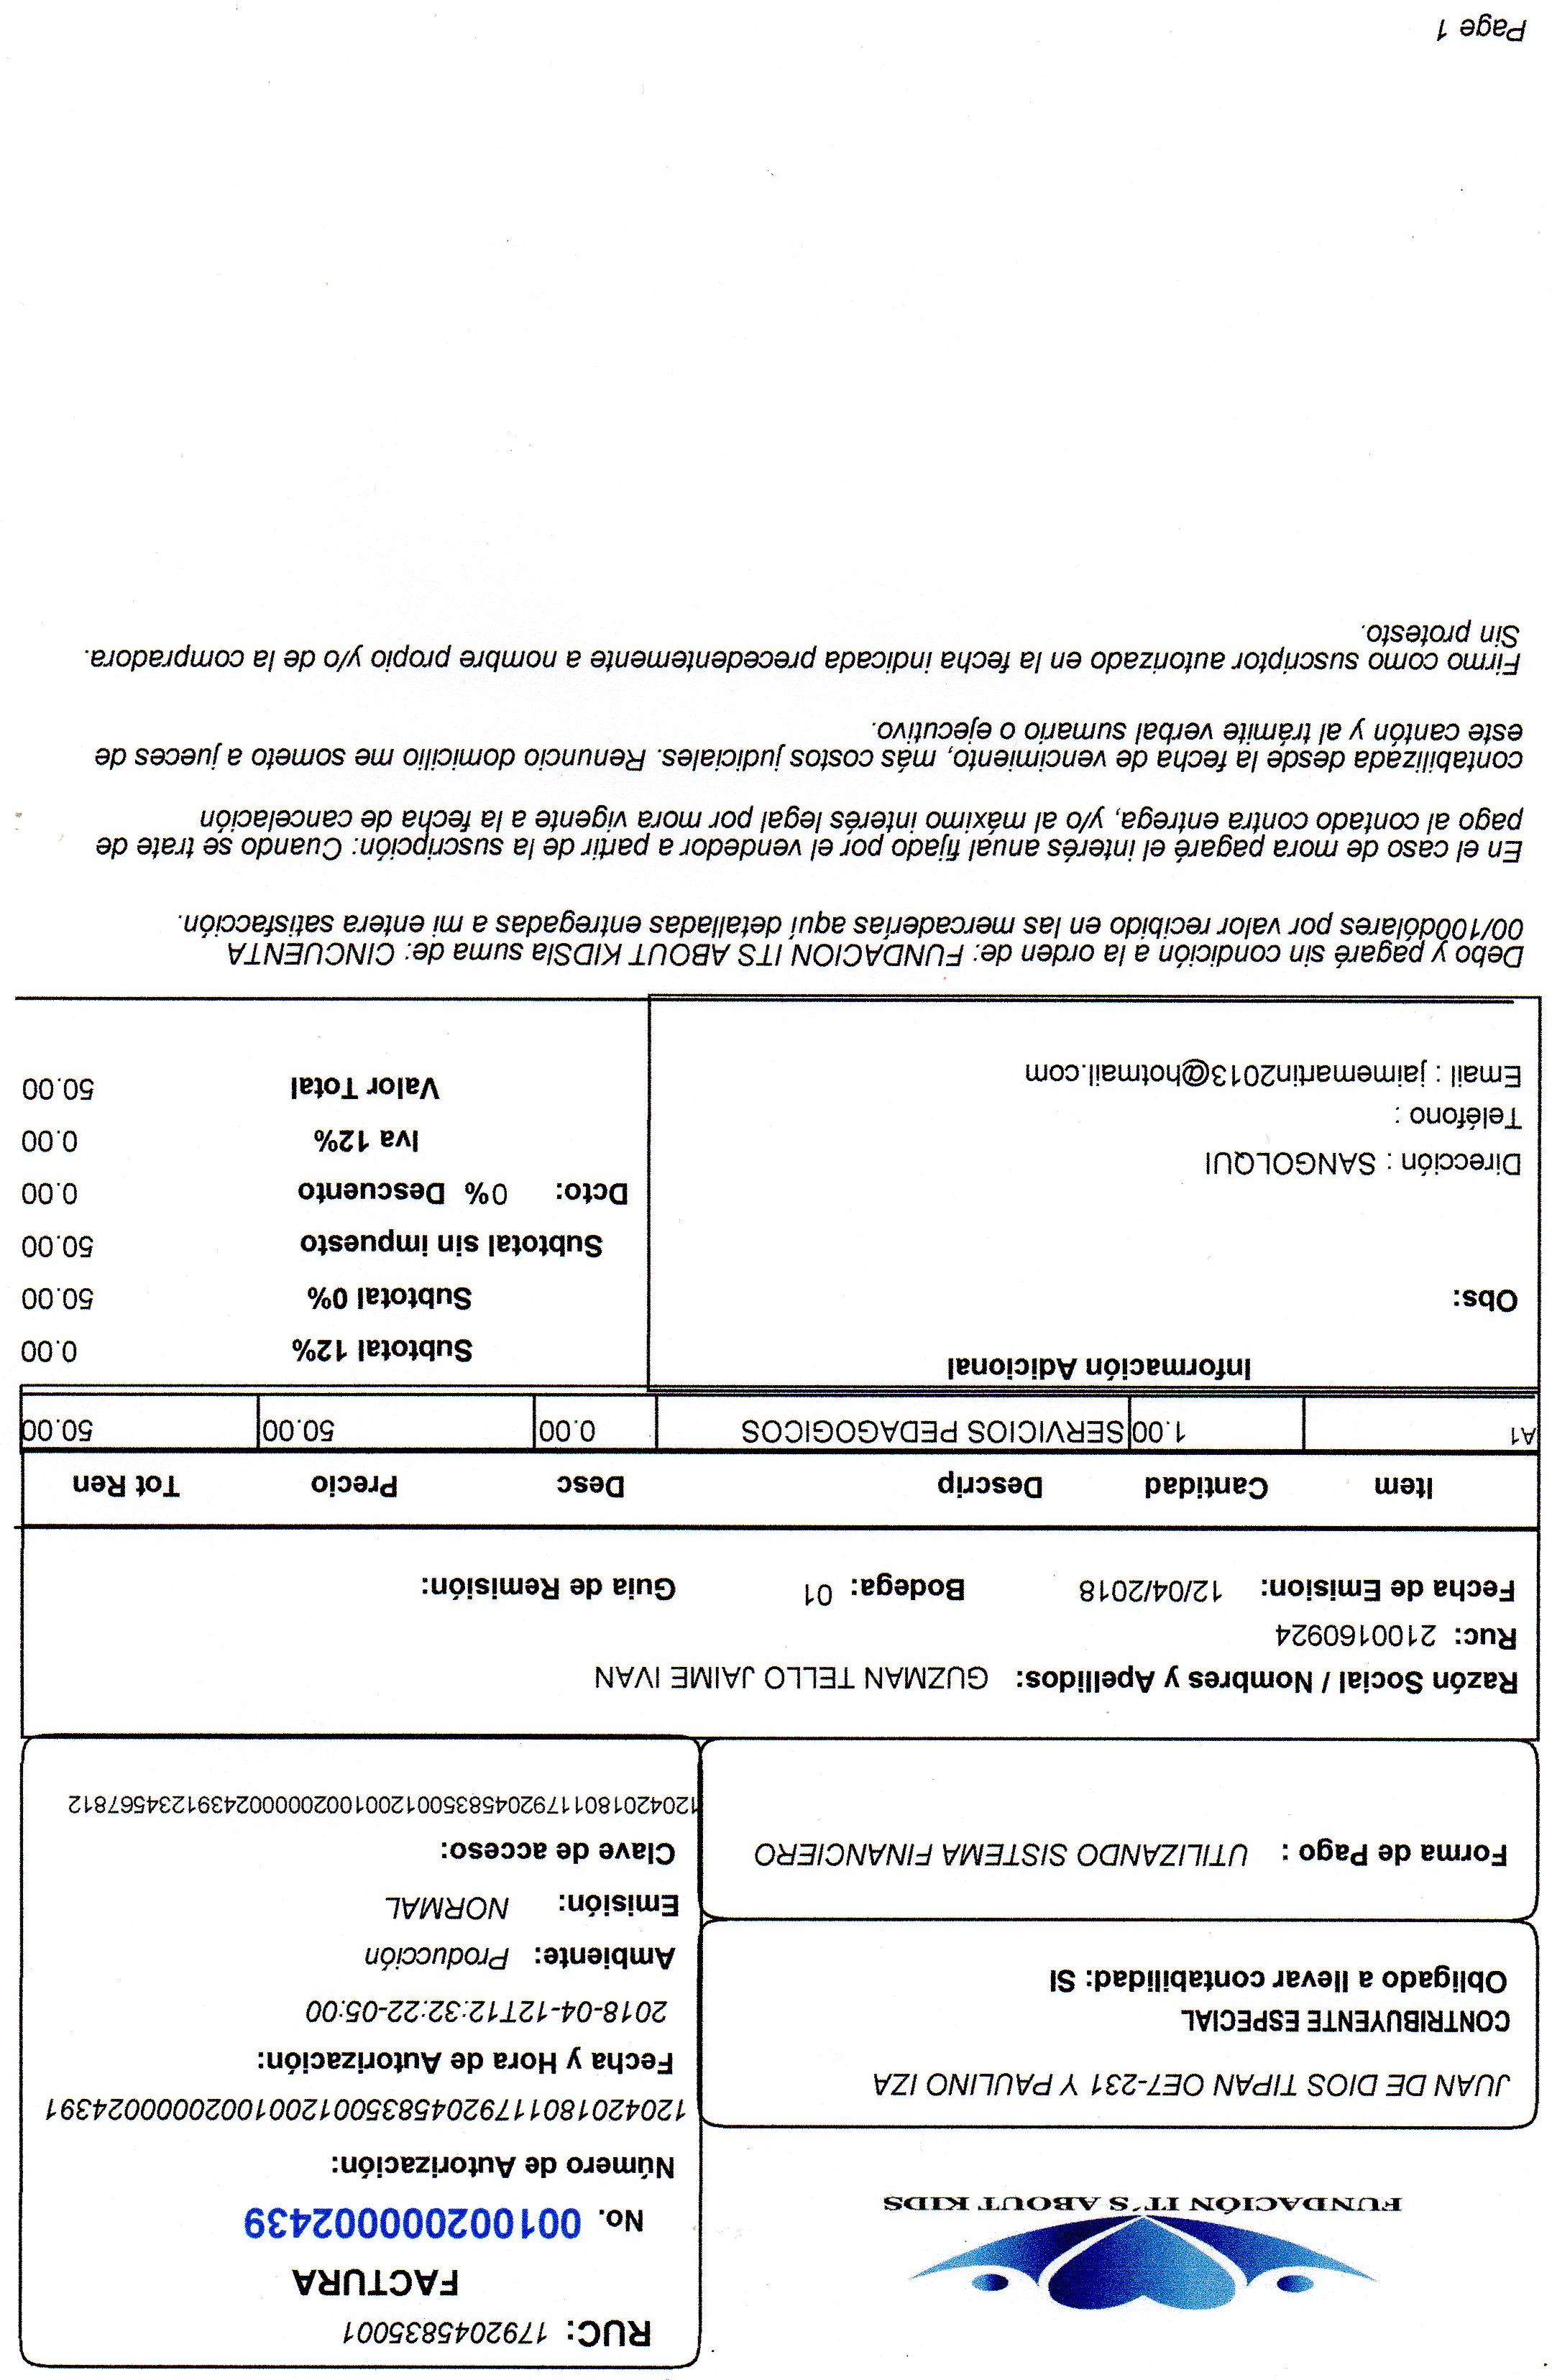 FUNDACIÓN IT´S ABOUT KIDS
RUC: 1792045835001
FACTURA
No. 001002000002439
Número de Autorización:
1204201801179204583500120010020000024391
Fecha y Hora de Autorización:
2018-04-12T12:32:22-05:00
Ambiente: Producción
Emisión: NORMAL
Clave de acceso:
1204201801179204583500120010020000024391234567812
JUAN DE DIOS TIPAN OE7-231 Y PAULINO IZA
CONTRIBUYENTE ESPECIAL
Obligado a llevar contabilidad: SI
Forma de Pago : UTILIZANDO SISTEMA FINANCIERO
Razón Social / Nombres y Apellidos: GUZMAN TELLO JAIME IVAN
Ruc: 2100160924
Fecha de Emision: 12/04/2018 Bodega: 01 Guia de Remisión:
Item Cantidad Descrip Desc Precio Tot Ren
A1 1.00 SERVICIOS PEDAGOGICOS 0.00 50.00 50.00
Información Adicional
Obs:
Dirección : SANGOLQUI
Teléfono :
Email : jaimemartin2013@hotmail.com
Subtotal 12% 0.00
Subtotal 0% 50.00
Subtotal sin impuesto 50.00
Dcto: 0% Descuento 0.00
Iva 12% 0.00
Valor Total 50.00
Debo y pagaré sin condición a la orden de: FUNDACION ITS ABOUT KIDSla suma de: CINCUENTA
00/100dólares por valor recibido en las mercaderías aquí detalladas entregadas a mi entera satisfacción.
En el caso de mora pagaré el interés anual fijado por el vendedor a partir de la suscripción: Cuando se trate de
pago al contado contra entrega, y/o al máximo interés legal por mora vigente a la fecha de cancelación
contabilizada desde la fecha de vencimiento, más costos judiciales. Renuncio domicilio me someto a jueces de
este cantón y al trámite verbal sumario o ejecutivo.
Firmo como suscriptor autorizado en la fecha indicada precedentemente a nombre propio y/o de la compradora.
Sin protesto.
Page 1